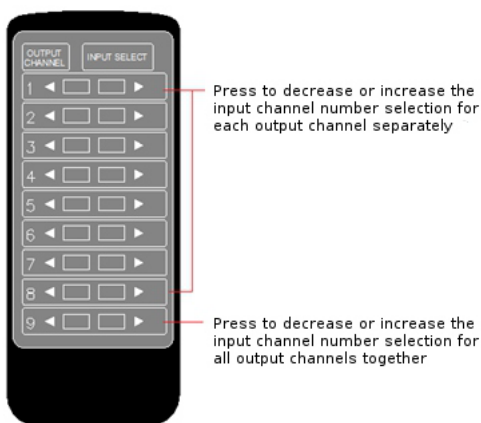 OUTPUT
CHANNEL
INPUT SELECT
1
2
3
4
5
6
7
8
9
Press to decrease or increase the
input channel number selection for
each output channel separately
Press to decrease or increase the
input channel number selection for
all output channels together